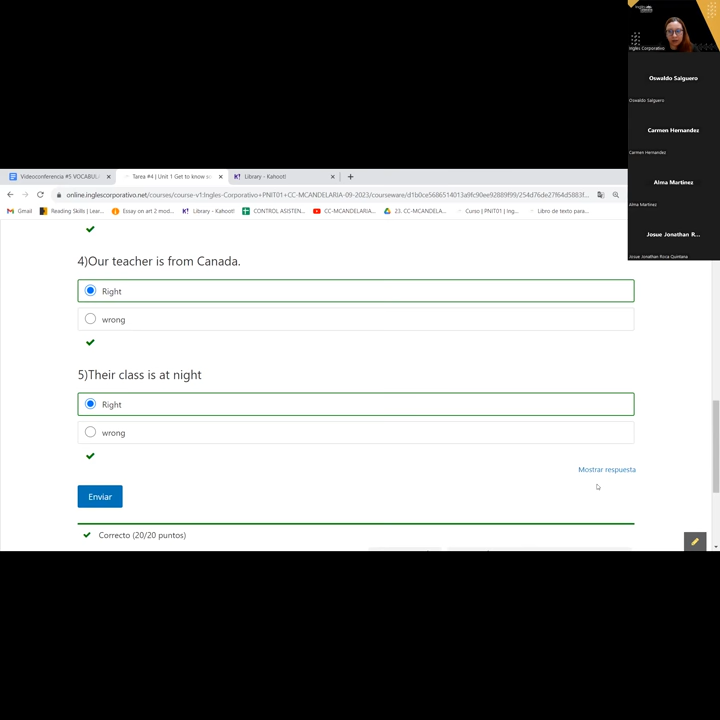 Ingles Corporativo
Oswaldo Salguero
Oswaldo Salguero
Carmen Hernandez
Carmen Hernandez
Alma Martinez
Alma Martinez
Josue Jonathan R...
Josue Jonathan Roca Quintana
Videoconferencia #5 VOCABUL
Tarea #4 | Unit 1 Get to know so
Library - Kahoot!
online.inglescorporativo.net/courses/course-v1:Ingles-Corporativo+PNIT01+CC-MCANDELARIA-09-2023/courseware/d1b0ce5686514013a9fc90ee92889f99/254d76de27f64d5883f...
Gmail
Reading Skills | Lear...
Essay on art 2 mod...
Library - Kahoot!
CONTROL ASISTEN...
CC-MCANDELARIA...
23. CC-MCANDELA...
Curso | PNIT01 | Ing...
Libro de texto para...
4)Our teacher is from Canada.
Right
wrong
5)Their class is at night
Right
wrong
Mostrar respuesta
Enviar
Correcto (20/20 puntos)